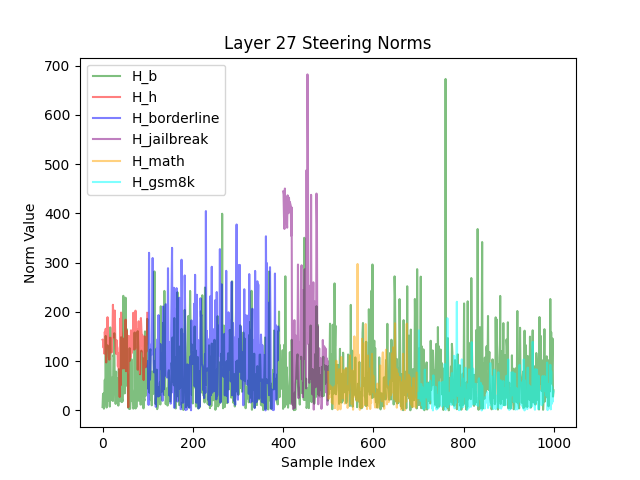 Layer 27 Steering Norms
700
600
500
400
300
200
100
0
Norm Value
H_b
H_h
H_borderline
H_jailbreak
H_math
H_gsm8k
0
200
400
600
800
1000
Sample Index